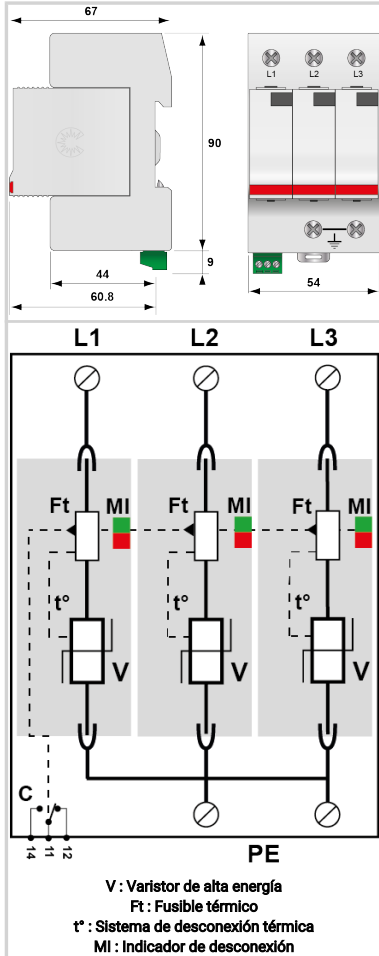 67
L1 L2 L3
90
9
44
54
60.8
L1 L2 L3
Ft MI Ft MI Ft MI
t° t° t°
V V V
C
14 11 12
PE
V : Varistor de alta energía
Ft : Fusible térmico
t° : Sistema de desconexión térmica
MI : Indicador de desconexión